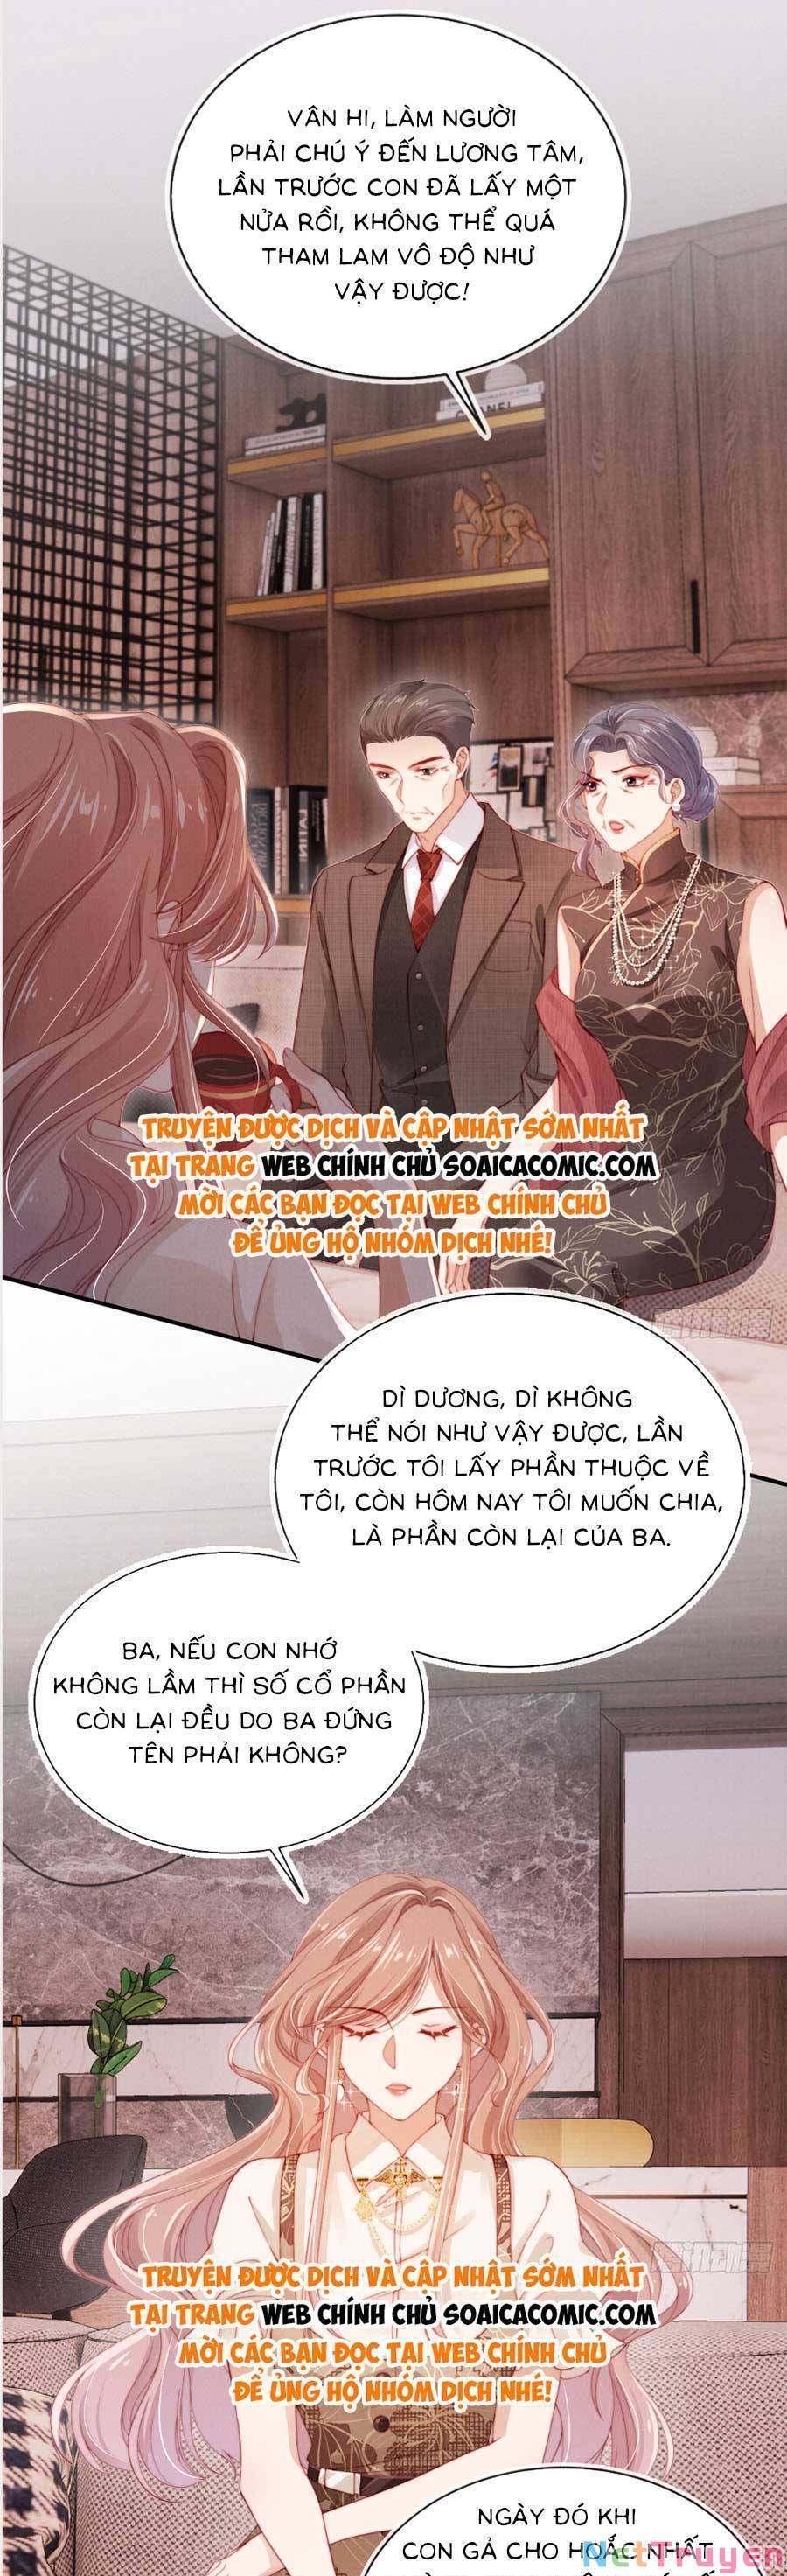 VÂN HI, LÀM NGƯỜI
PHẢI CHÚ Ý ĐẾN LƯƠNG TÂM,
LẦN TRƯỚC CON ĐÃ LẤY MỘT
NỬA RỒI, KHÔNG THỂ QUÁ
THAM LAM VÔ ĐỘ NHƯ
VẬY ĐƯỢC!
TRUYỆN ĐƯỢC DỊCH VÀ CẬP NHẬT SỚM NHẤT
TẠI TRANG WEB CHÍNH CHỦ SOAICACOMIC.COM
MỜI CÁC BẠN ĐỌC TẠI WEB CHÍNH CHỦ
ĐỂ ỦNG HỘ NHÓM DỊCH NHÉ!
DÌ DƯƠNG, DÌ KHÔNG
THỂ NÓI NHƯ VẬY ĐƯỢC, LẦN
TRƯỚC TÔI LẤY PHẦN THUỘC VỀ
TÔI, CÒN HÔM NAY TÔI MUỐN CHIA,
LÀ PHẦN CÒN LẠI CỦA BA.
BA, NẾU CON NHỚ
KHÔNG LẦM THÌ SỐ CỔ PHẦN
CÒN LẠI ĐỀU DO BA ĐỨNG
TÊN PHẢI KHÔNG?
TRUYỆN ĐƯỢC DỊCH VÀ CẬP NHẬT SỚM NHẤT
TẠI TRANG WEB CHÍNH CHỦ SOAICACOMIC.COM
MỜI CÁC BẠN ĐỌC TẠI WEB CHÍNH CHỦ
ĐỂ ỦNG HỘ NHÓM DỊCH NHÉ!
NGÀY ĐÓ KHI
CON GẢ CHO HOẮC NHẤT
NetTruyen